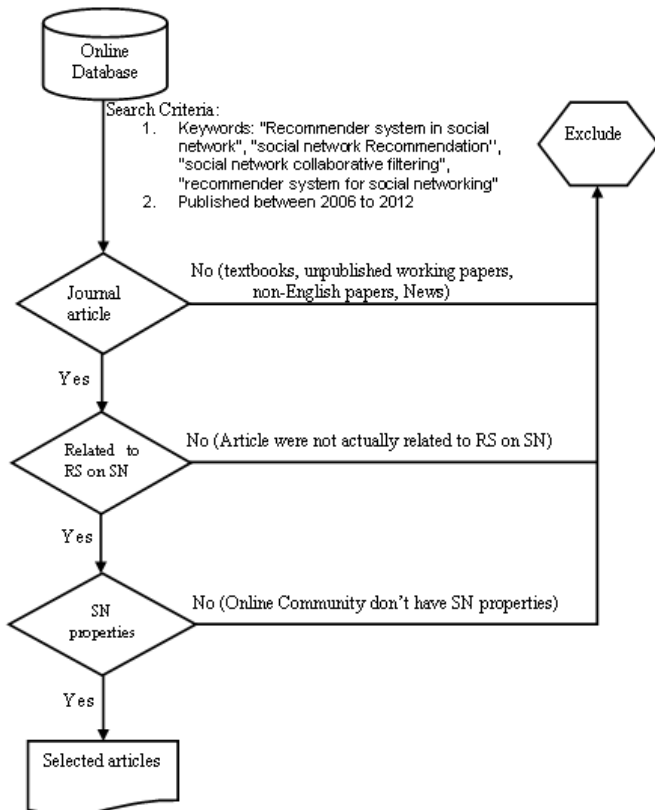 Online
Database
Search Criteria:
1. Keywords: "Recommender system in social
network", "social network Recommendation",
"social network collaborative filtering",
"recommender system for social networking"
2. Published between 2006 to 2012
Exclude
Journal
article
No (textbooks, unpublished working papers,
non-English papers, News)
Yes
Related to
RS on SN
No (Article were not actually related to RS on SN)
Yes
SN
properties
No (Online Community don't have SN properties)
Yes
Selected articles